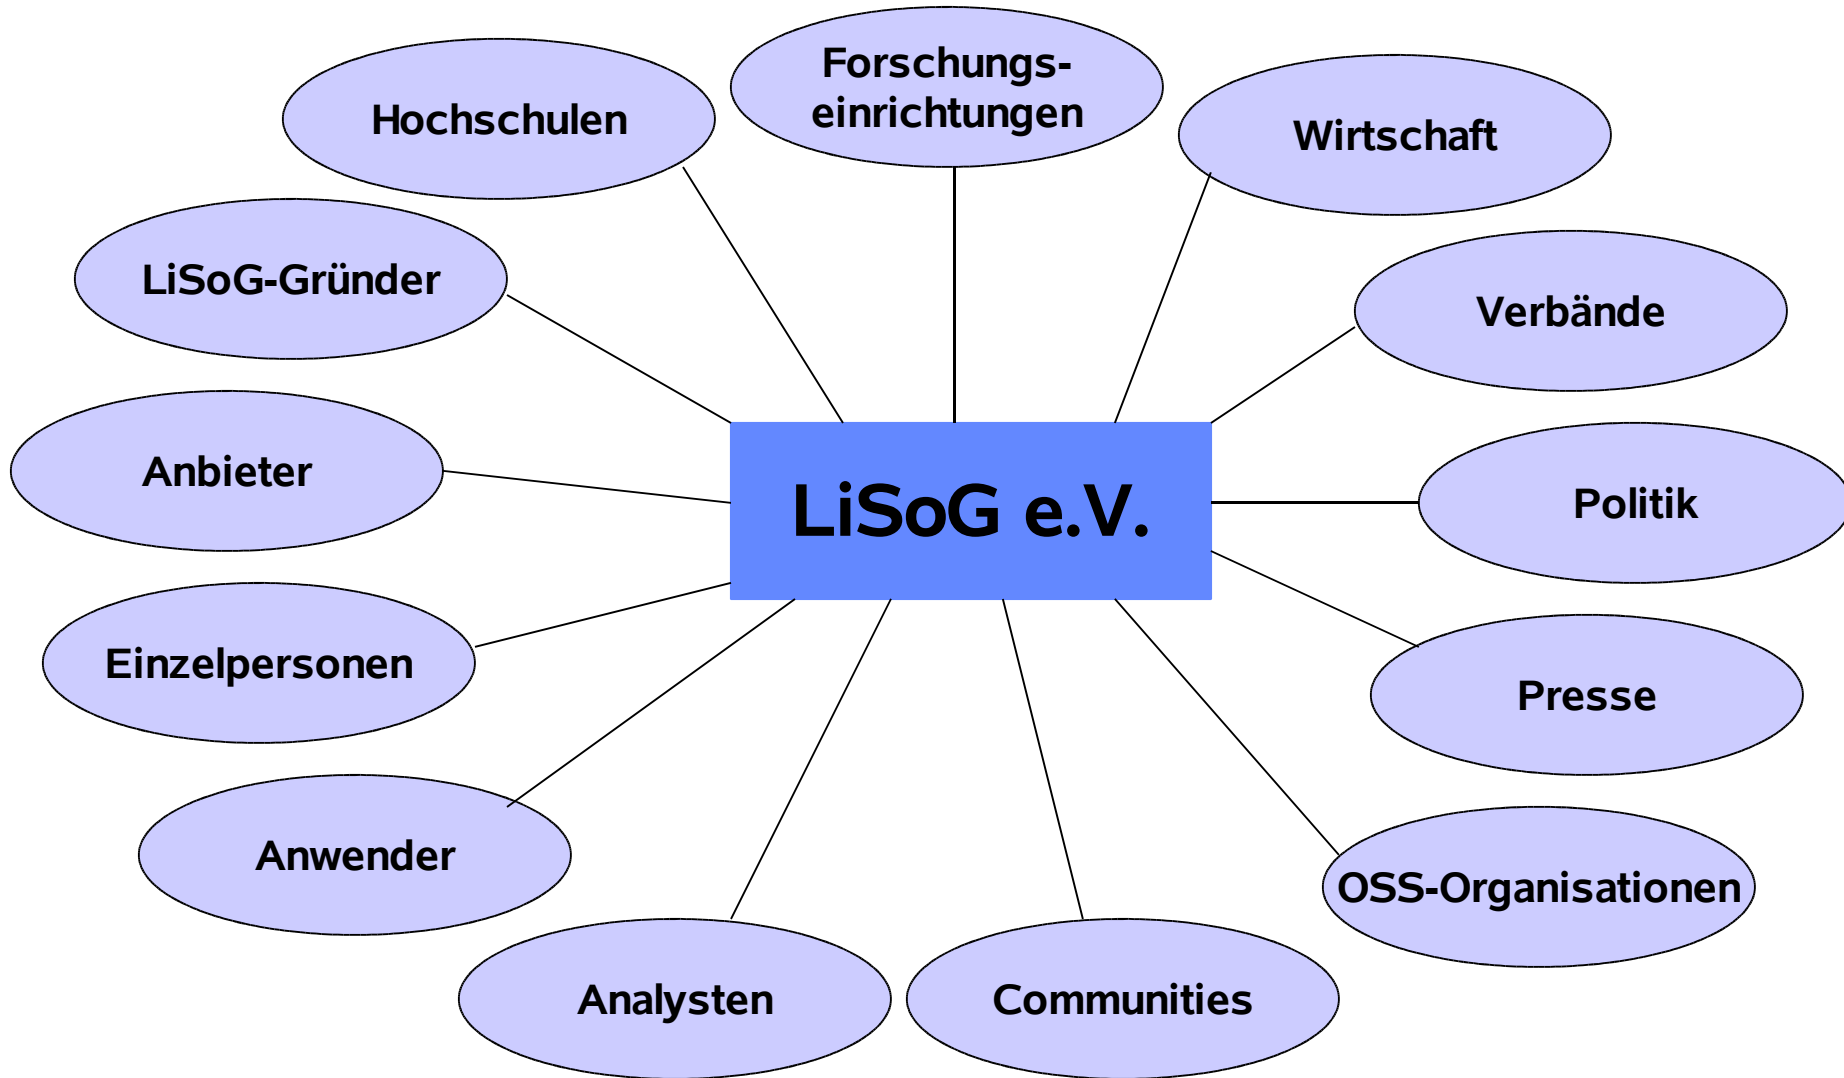 Forschungs-
einrichtungen
Hochschulen
Wirtschaft
LiSoG-Gründer
Verbände
Anbieter
LiSoG e.V.
Politik
Einzelpersonen
Presse
Anwender
OSS-Organisationen
Analysten
Communities